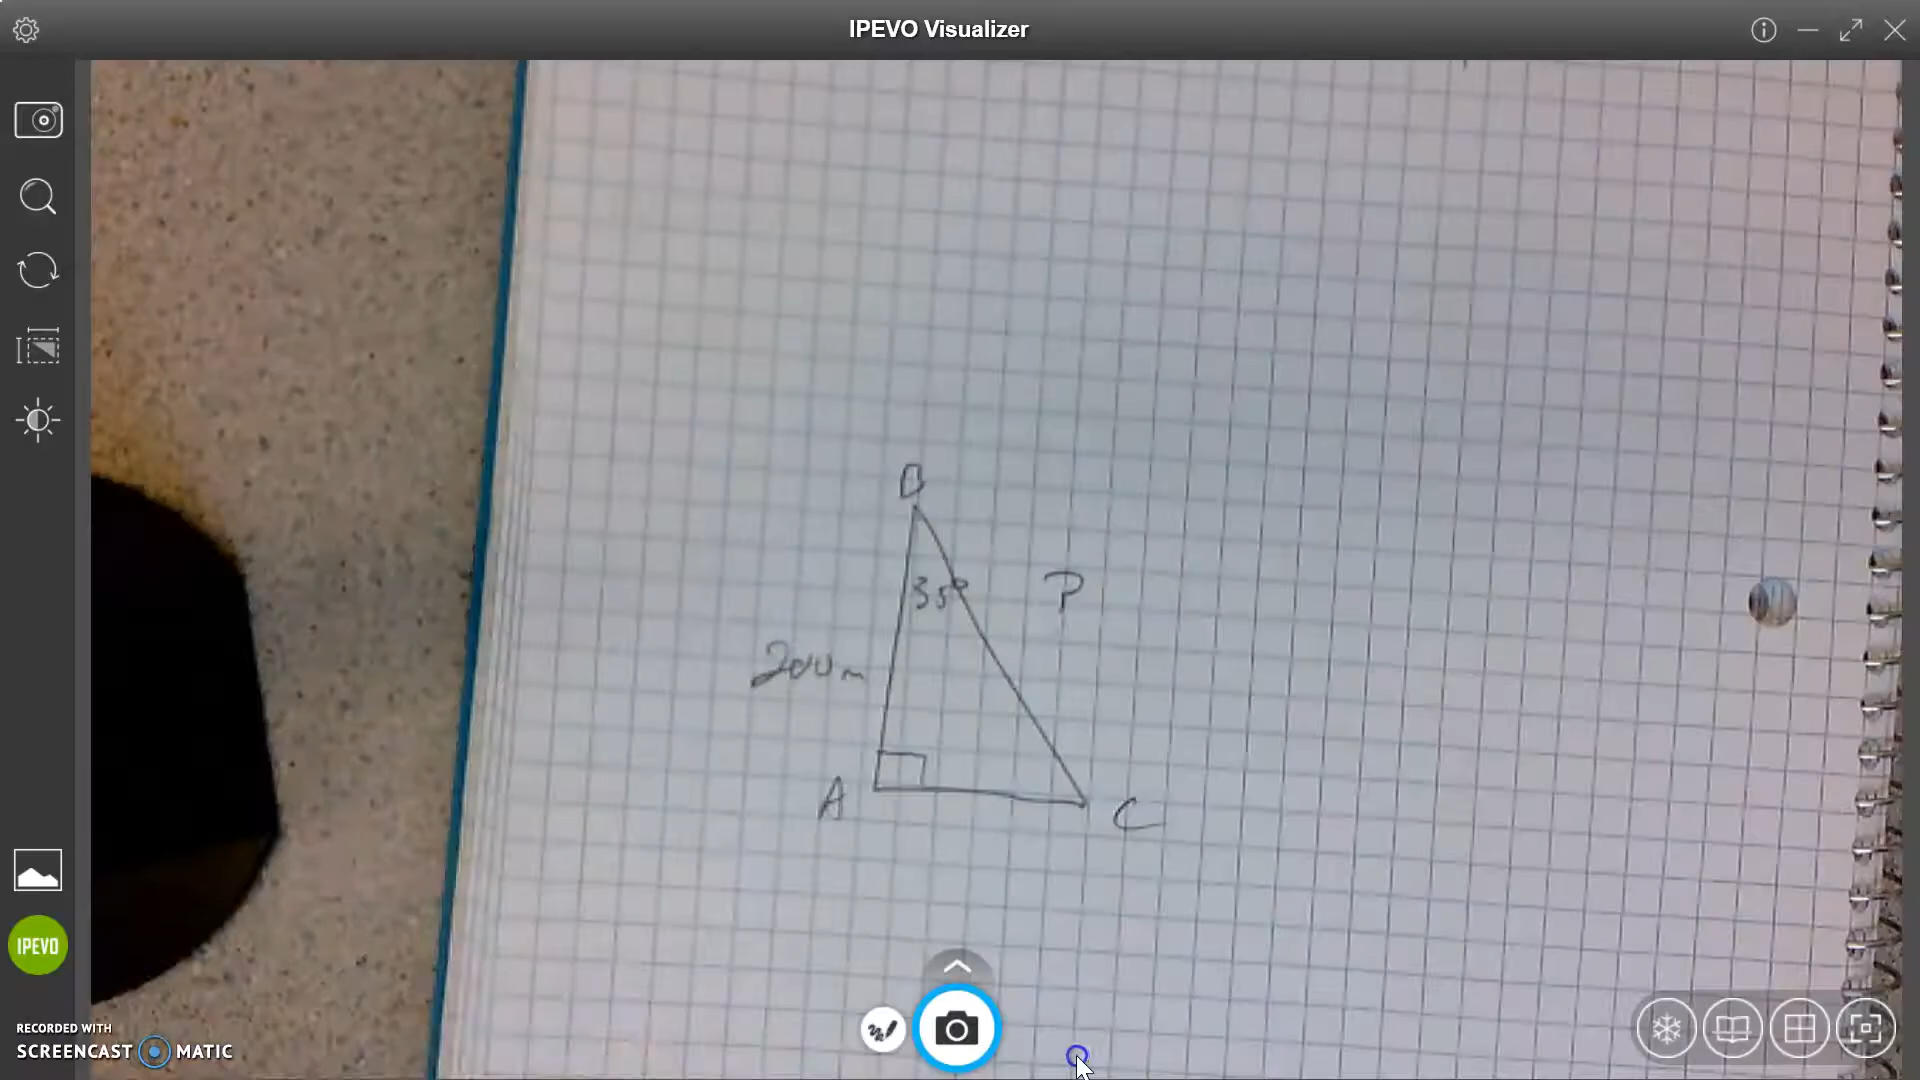 IPEVO Visualizer
B
35°
?
200m
A
C
IPEVO
RECORDED WITH
SCREENCAST MATIC